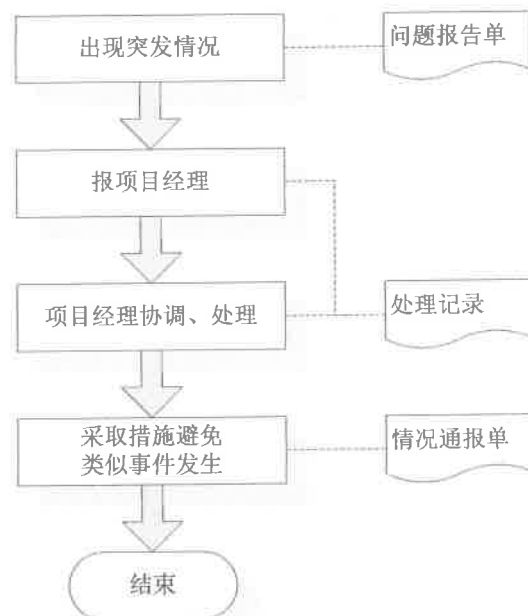 出现突发情况
问题报告单
报项目经理
项目经理协调、处理
处理记录
采取措施避免
类似事件发生
情况通报单
结束